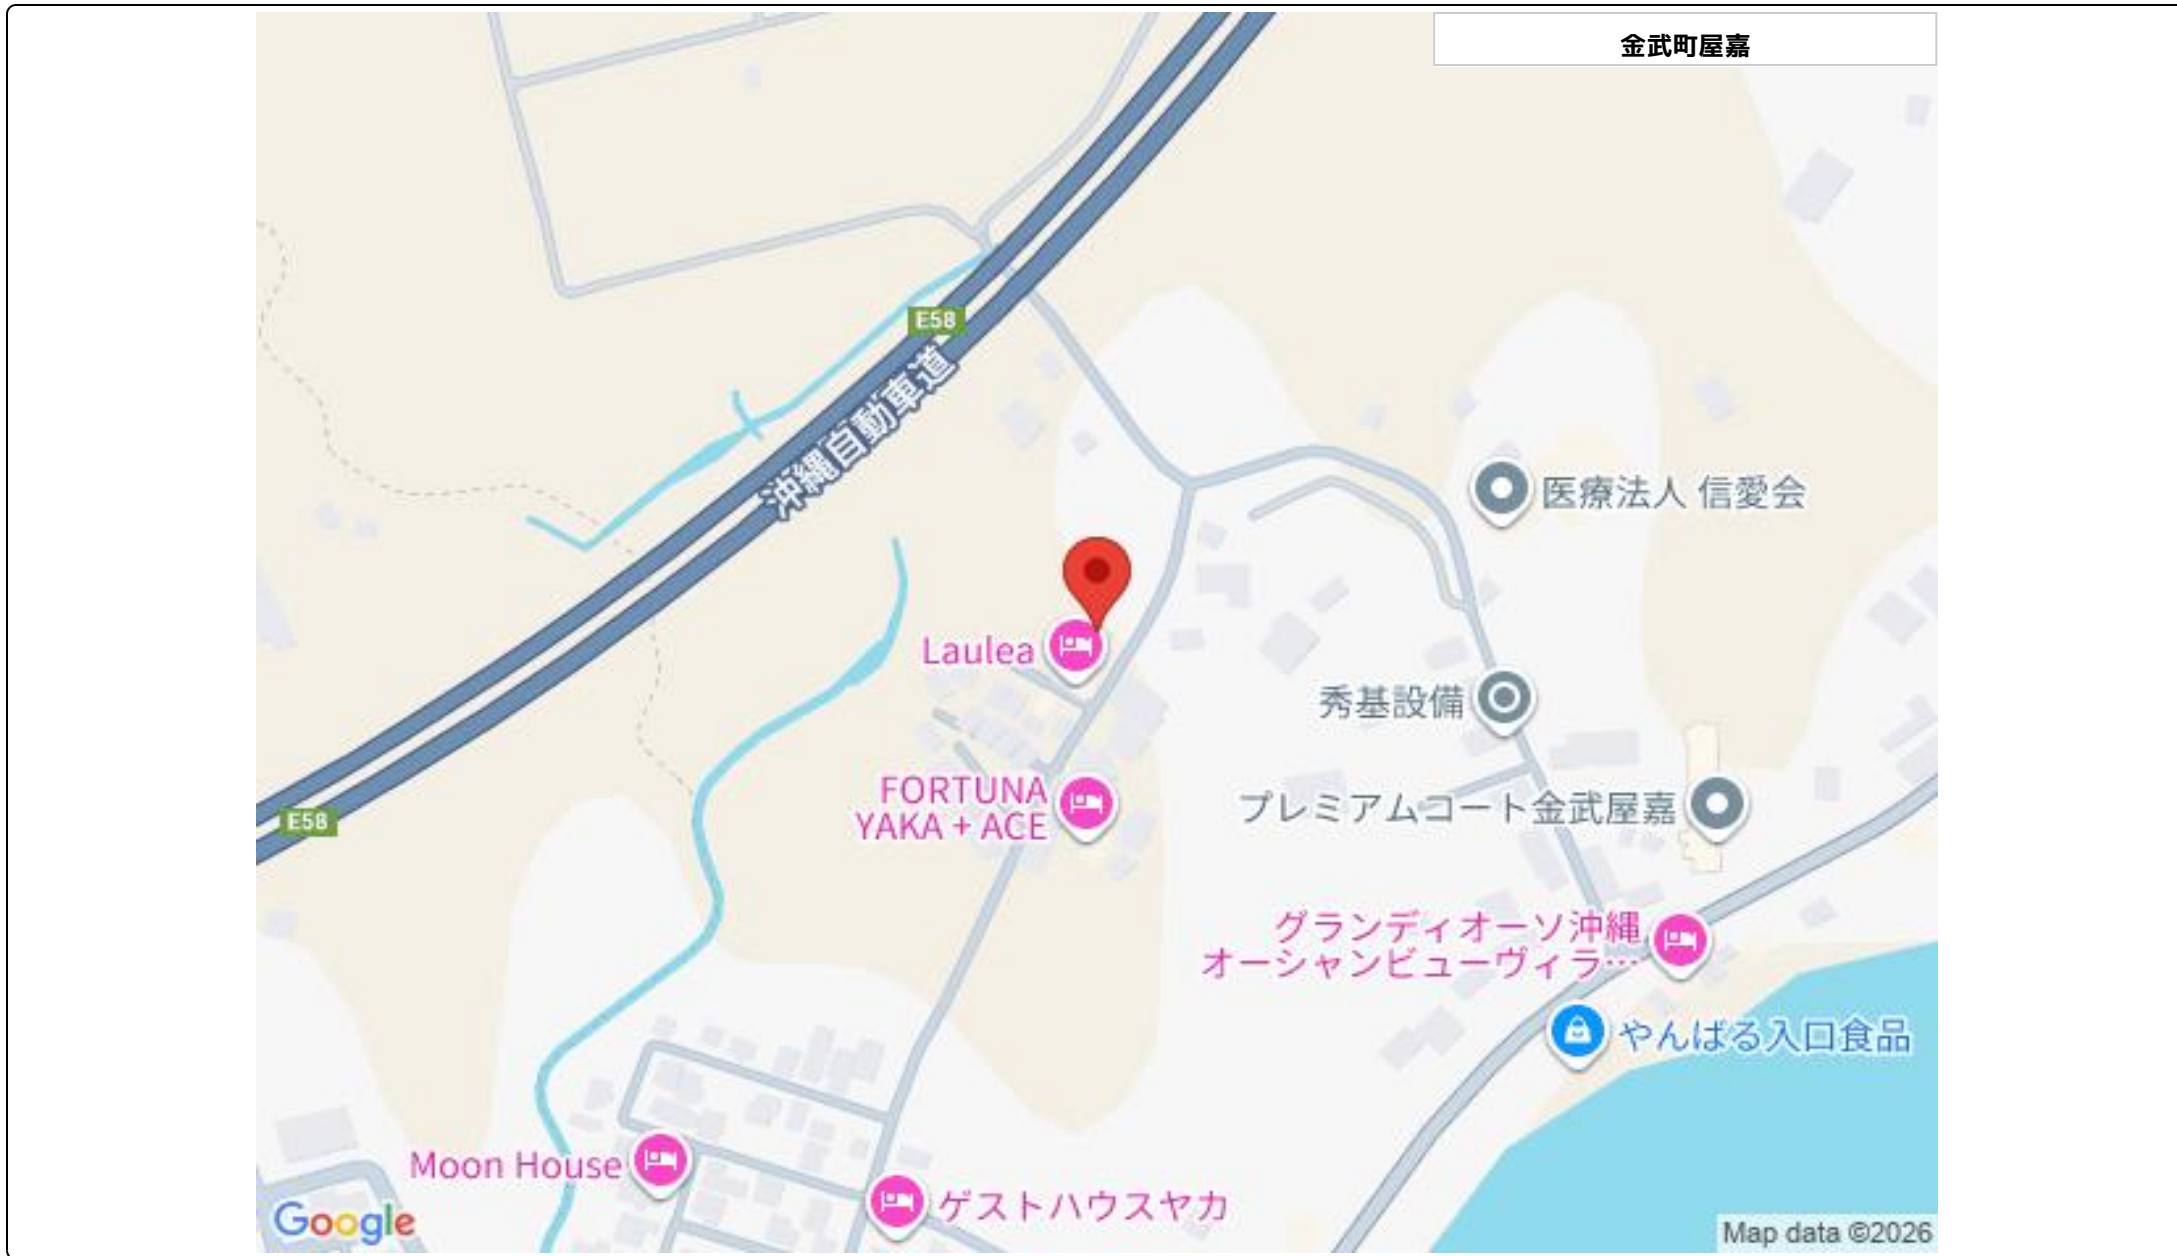 金武町屋嘉
E58
沖縄自動車道
医療法人 信愛会
Laulea
秀基設備
FORTUNA
YAKA + ACE
プレミアムコート金武屋嘉
E58
グランディオーソ沖縄
オーシャンビューヴィラ…
やんばる入口食品
Moon House
ゲストハウスヤカ
Google
Map data ©2026